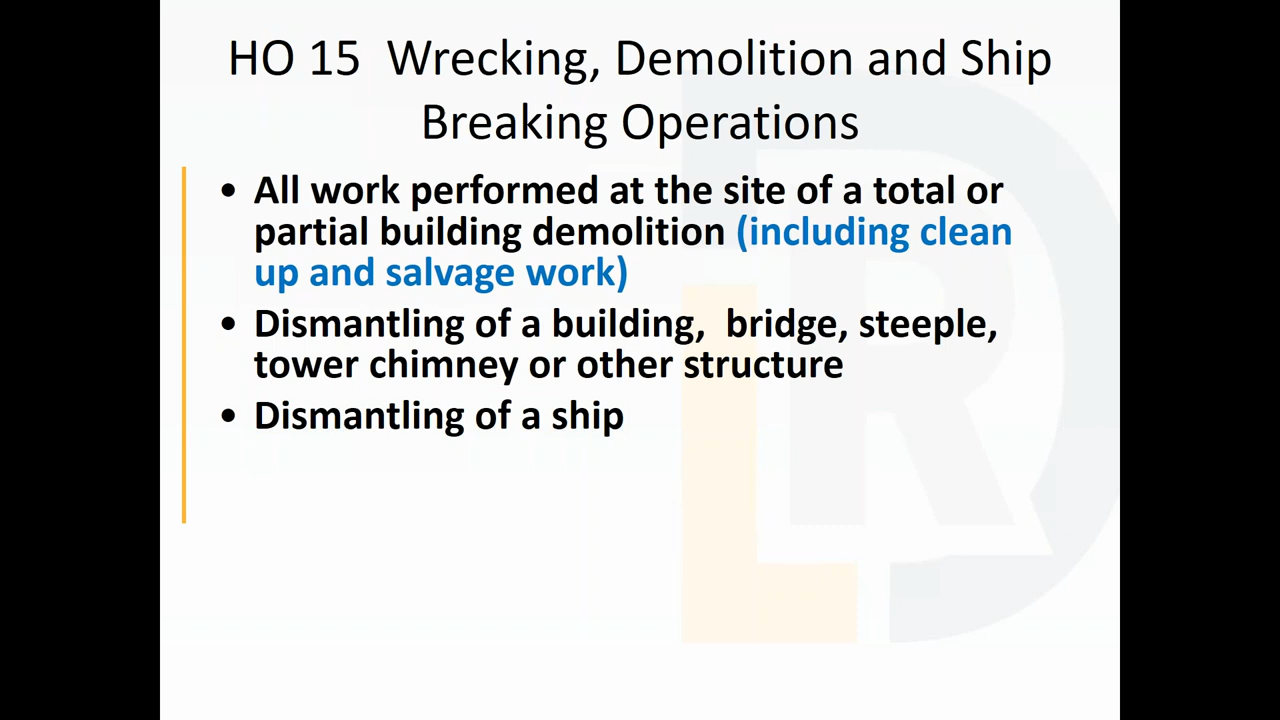 HO 15  Wrecking, Demolition and Ship
Breaking Operations
• All work performed at the site of a total or
partial building demolition (including clean
up and salvage work)
• Dismantling of a building,  bridge, steeple,
tower chimney or other structure
• Dismantling of a ship